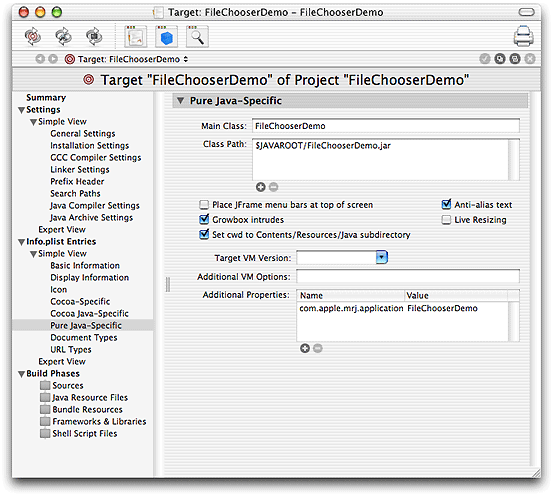 Target: FileChooserDemo – FileChooserDemo
Target: FileChooserDemo
Target "FileChooserDemo" of Project "FileChooserDemo"
Summary
Settings
Simple View
General Settings
Installation Settings
GCC Compiler Settings
Linker Settings
Prefix Header
Search Paths
Java Compiler Settings
Java Archive Settings
Expert View
Info.plist Entries
Simple View
Basic Information
Display Information
Icon
Cocoa-Specific
Cocoa Java-Specific
Pure Java-Specific
Document Types
URL Types
Expert View
Build Phases
Sources
Java Resource Files
Bundle Resources
Frameworks & Libraries
Shell Script Files
Pure Java-Specific
Main Class: FileChooserDemo
Class Path: $JAVAROOT/FileChooserDemo.jar
Place JFrame menu bars at top of screen Anti-alias text
Growbox intrudes Live Resizing
Set cwd to Contents/Resources/Java subdirectory
Target VM Version:
Additional VM Options:
Additional Properties: Name Value
com.apple.mrj.application FileChooserDemo